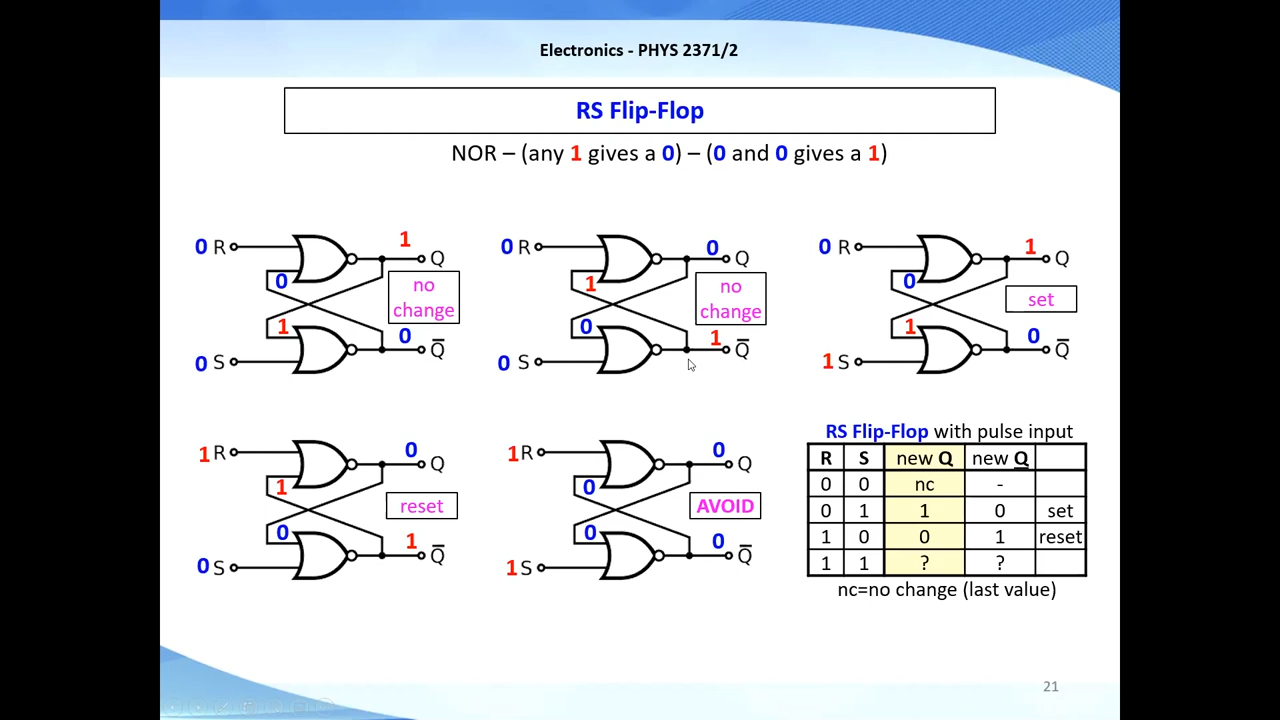 Electronics - PHYS 2371/2
RS Flip-Flop
NOR – (any 1 gives a 0) – (0 and 0 gives a 1)
0 R
1
Q
0
no
change
1
0
Q̅
0 S
0 R
0
Q
1
no
change
0
1
Q̅
0 S
0 R
1
Q
0
set
1
0
Q̅
1 S
1 R
0
Q
1
reset
0
1
Q̅
0 S
1 R
0
Q
0
AVOID
0
0
Q̅
1 S
RS Flip-Flop with pulse input
R S new Q new Q
0 0 nc -
0 1 1 0 set
1 0 0 1 reset
1 1 ? ?
nc=no change (last value)
21